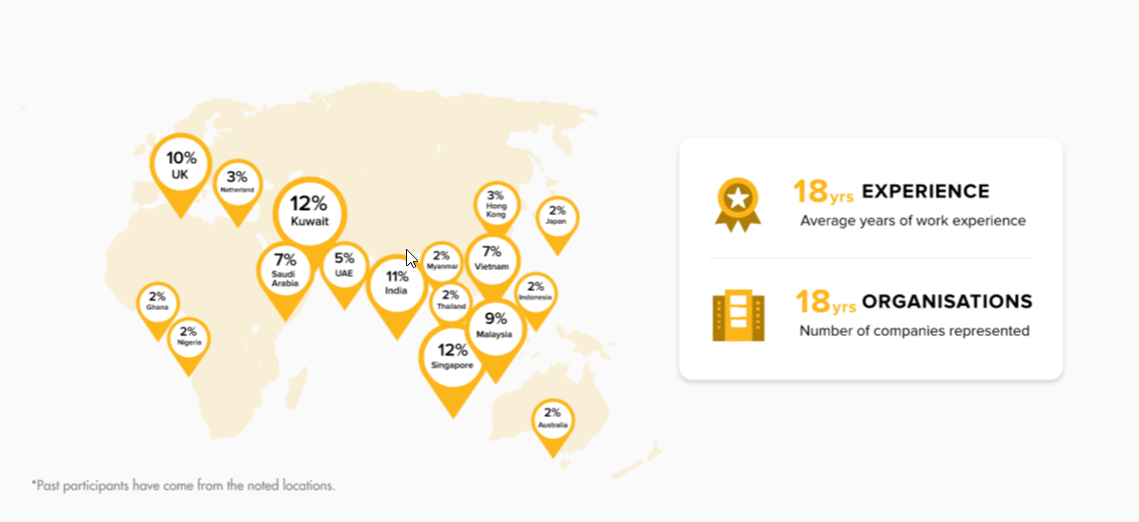 10%
UK
3%
Netherland
12%
Kuwait
7%
Saudi
Arabia
5%
UAE
11%
India
2%
Myanmar
3%
Hong
Kong
2%
Japan
7%
Vietnam
2%
Thailand
2%
Indonesia
9%
Malaysia
12%
Singapore
2%
Ghana
2%
Nigeria
2%
Australia
*Past participants have come from the noted locations.
18yrs EXPERIENCE
Average years of work experience
18yrs ORGANISATIONS
Number of companies represented